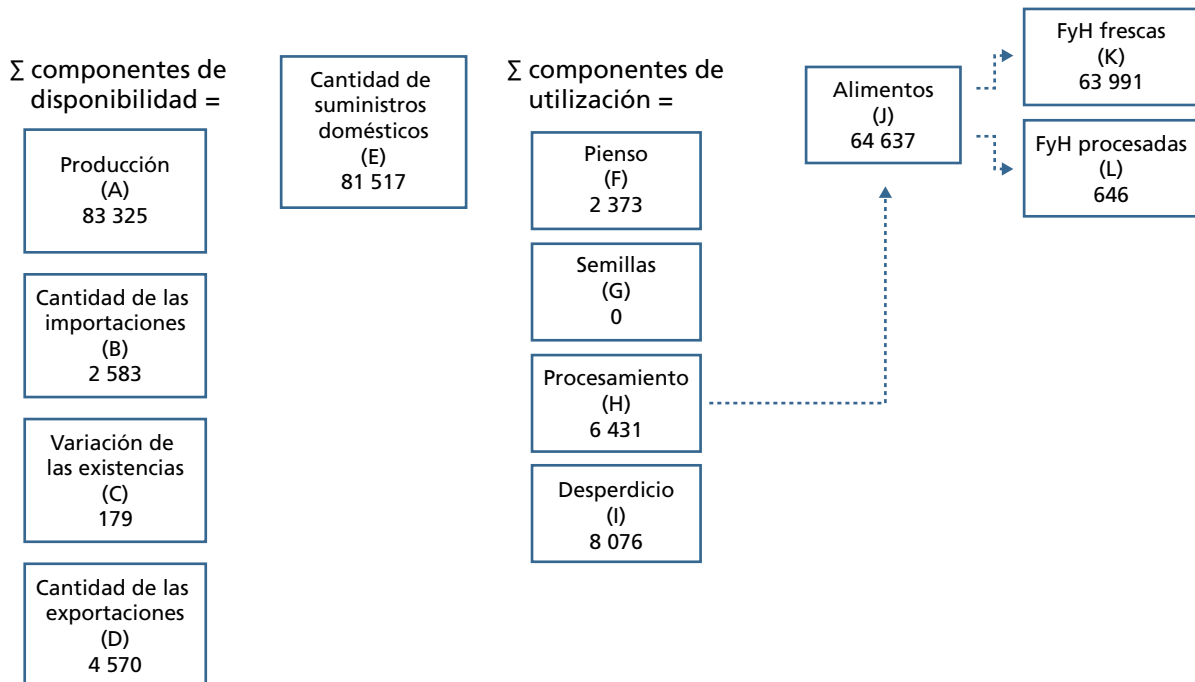 ∑ componentes de
disponibilidad =
Producción
(A)
83 325
Cantidad de las
importaciones
(B)
2 583
Variación de
las existencias
(C)
179
Cantidad de las
exportaciones
(D)
4 570
Cantidad de
suministros
domésticos
(E)
81 517
∑ componentes de
utilización =
Pienso
(F)
2 373
Semillas
(G)
0
Procesamiento
(H)
6 431
Desperdicio
(I)
8 076
Alimentos
(J)
64 637
FyH frescas
(K)
63 991
FyH procesadas
(L)
646